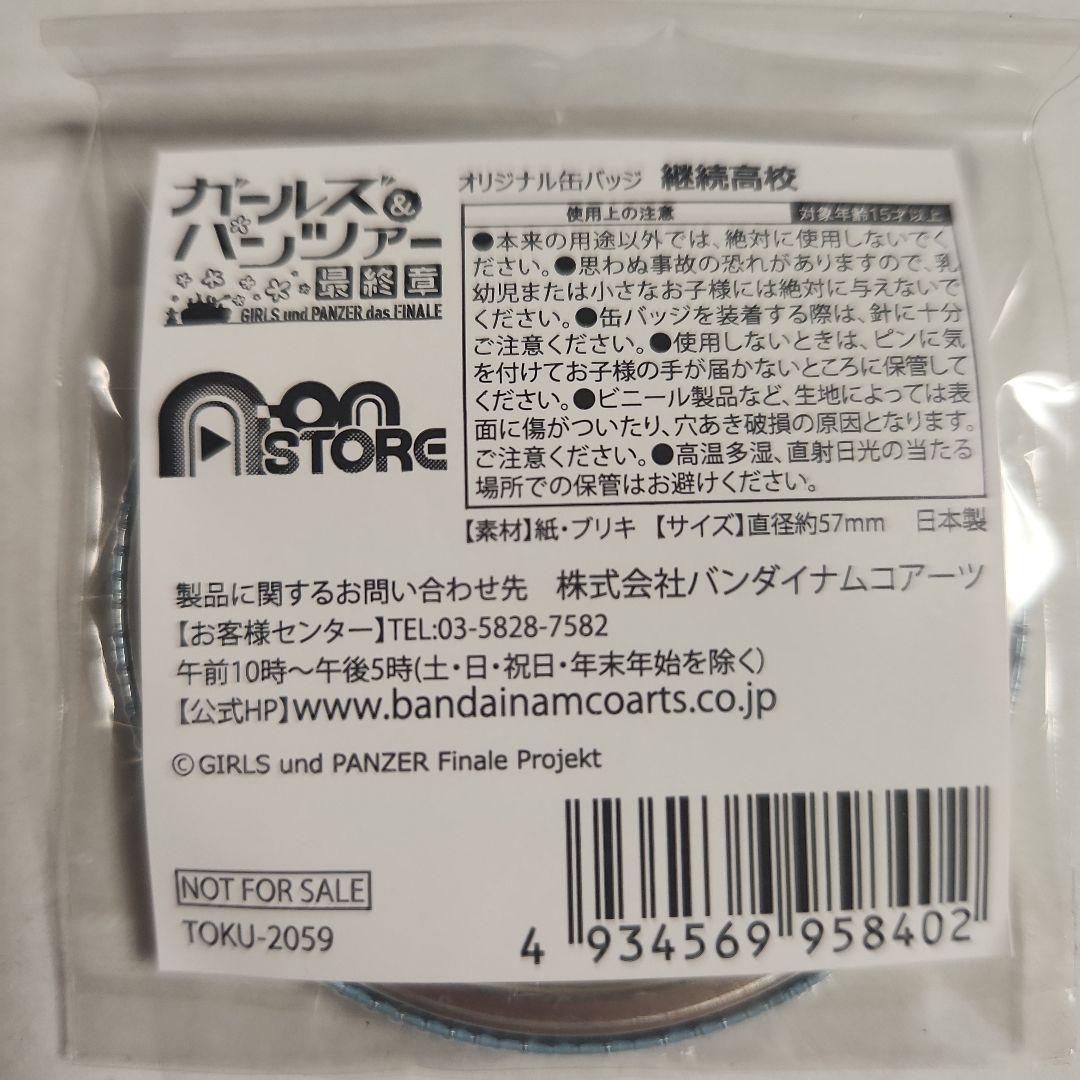 ガールズ&
パンツァー
最終章
GIRLS und PANZER das FINALE
A-on
STORE
オリジナル缶バッジ 継続高校
使用上の注意 対象年齢15才以上
●本来の用途以外では、絶対に使用しないでく
ださい。●思わぬ事故の恐れがありますので、乳
幼児または小さなお子様には絶対に与えないで
ください。●缶バッジを装着する際は、針に十分
ご注意ください。●使用しないときは、ピンに気
を付けてお子様の手が届かないところに保管して
ください。●ビニール製品など、生地によっては表
面に傷がついたり、穴あき破損の原因となります。
ご注意ください。●高温多湿、直射日光の当たる
場所での保管はお避けください。
【素材】紙・ブリキ 【サイズ】直径約57mm 日本製
製品に関するお問い合わせ先 株式会社バンダイナムコアーツ
【お客様センター】TEL:03-5828-7582
午前10時～午後5時(土・日・祝日・年末年始を除く)
【公式HP】www.bandainamcoarts.co.jp
©GIRLS und PANZER Finale Projekt
NOT FOR SALE
TOKU-2059
4 934569 958402